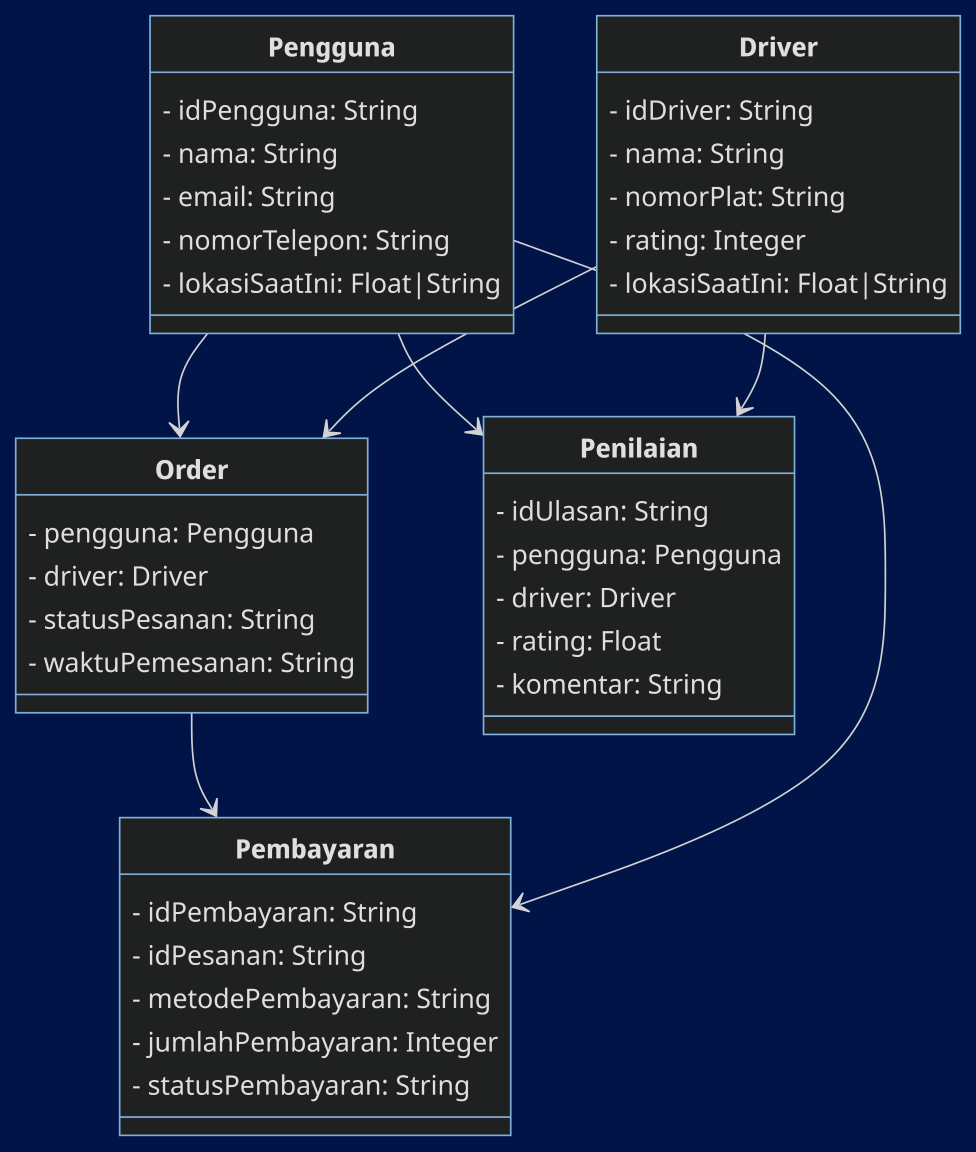 Pengguna
- idPengguna: String
- nama: String
- email: String
- nomorTelepon: String
- lokasiSaatIni: Float|String
Driver
- idDriver: String
- nama: String
- nomorPlat: String
- rating: Integer
- lokasiSaatIni: Float|String
Order
- pengguna: Pengguna
- driver: Driver
- statusPesanan: String
- waktuPemesanan: String
Penilaian
- idUlasan: String
- pengguna: Pengguna
- driver: Driver
- rating: Float
- komentar: String
Pembayaran
- idPembayaran: String
- idPesanan: String
- metodePembayaran: String
- jumlahPembayaran: Integer
- statusPembayaran: String